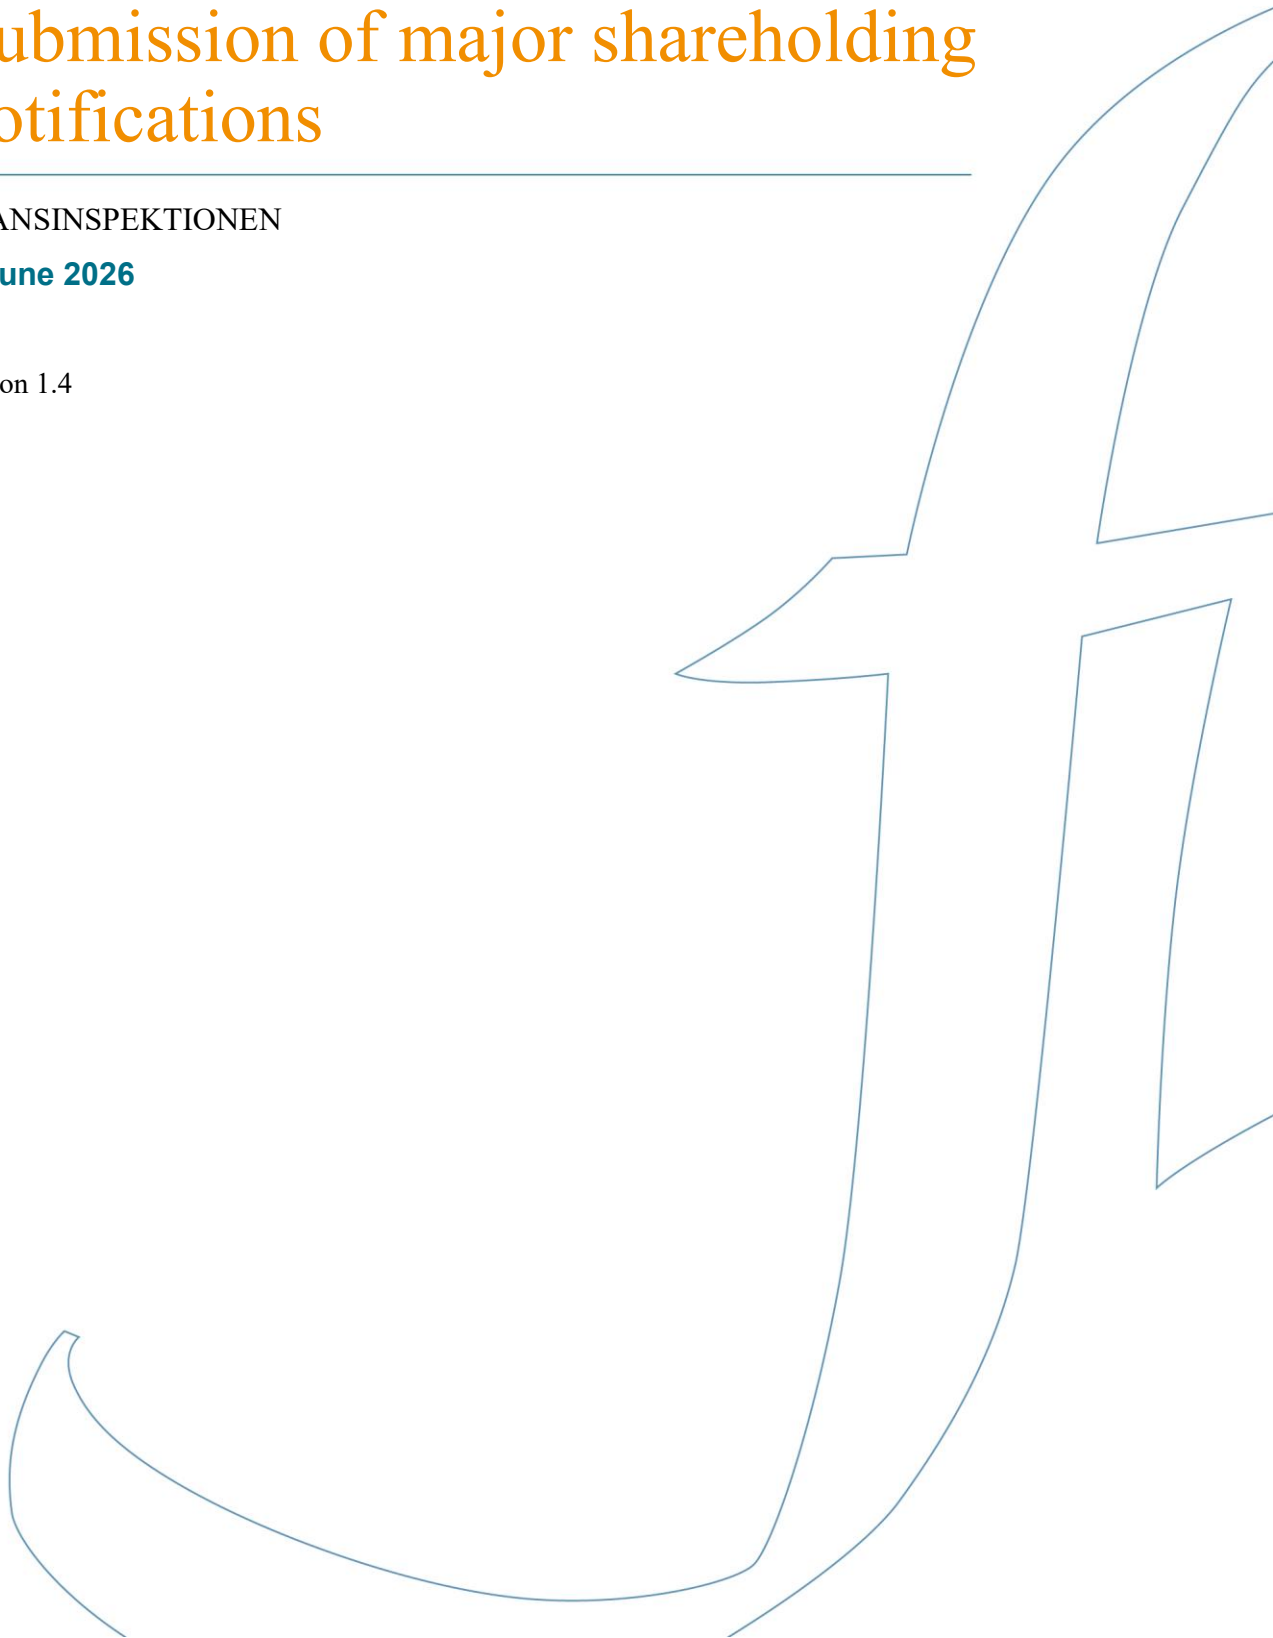 ubmission of major shareholding
otifications
ANSINSPEKTIONEN
une 2026
on 1.4